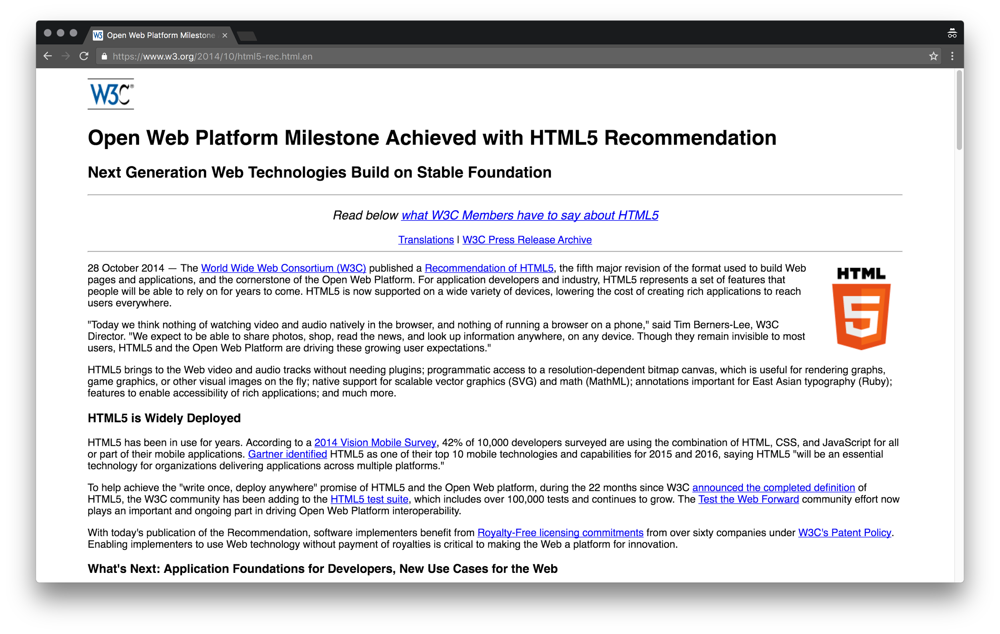 Open Web Platform Milestone
https://www.w3.org/2014/10/html5-rec.html.en
W3C®
Open Web Platform Milestone Achieved with HTML5 Recommendation
Next Generation Web Technologies Build on Stable Foundation
Read below what W3C Members have to say about HTML5
Translations | W3C Press Release Archive
28 October 2014 — The World Wide Web Consortium (W3C) published a Recommendation of HTML5, the fifth major revision of the format used to build Web
pages and applications, and the cornerstone of the Open Web Platform. For application developers and industry, HTML5 represents a set of features that
people will be able to rely on for years to come. HTML5 is now supported on a wide variety of devices, lowering the cost of creating rich applications to reach
users everywhere.
HTML
5
"Today we think nothing of watching video and audio natively in the browser, and nothing of running a browser on a phone," said Tim Berners-Lee, W3C
Director. "We expect to be able to share photos, shop, read the news, and look up information anywhere, on any device. Though they remain invisible to most
users, HTML5 and the Open Web Platform are driving these growing user expectations."
HTML5 brings to the Web video and audio tracks without needing plugins; programmatic access to a resolution-dependent bitmap canvas, which is useful for rendering graphs,
game graphics, or other visual images on the fly; native support for scalable vector graphics (SVG) and math (MathML); annotations important for East Asian typography (Ruby);
features to enable accessibility of rich applications; and much more.
HTML5 is Widely Deployed
HTML5 has been in use for years. According to a 2014 Vision Mobile Survey, 42% of 10,000 developers surveyed are using the combination of HTML, CSS, and JavaScript for all
or part of their mobile applications. Gartner identified HTML5 as one of their top 10 mobile technologies and capabilities for 2015 and 2016, saying HTML5 "will be an essential
technology for organizations delivering applications across multiple platforms."
To help achieve the "write once, deploy anywhere" promise of HTML5 and the Open Web platform, during the 22 months since W3C announced the completed definition of
HTML5, the W3C community has been adding to the HTML5 test suite, which includes over 100,000 tests and continues to grow. The Test the Web Forward community effort now
plays an important and ongoing part in driving Open Web Platform interoperability.
With today's publication of the Recommendation, software implementers benefit from Royalty-Free licensing commitments from over sixty companies under W3C's Patent Policy.
Enabling implementers to use Web technology without payment of royalties is critical to making the Web a platform for innovation.
What's Next: Application Foundations for Developers, New Use Cases for the Web